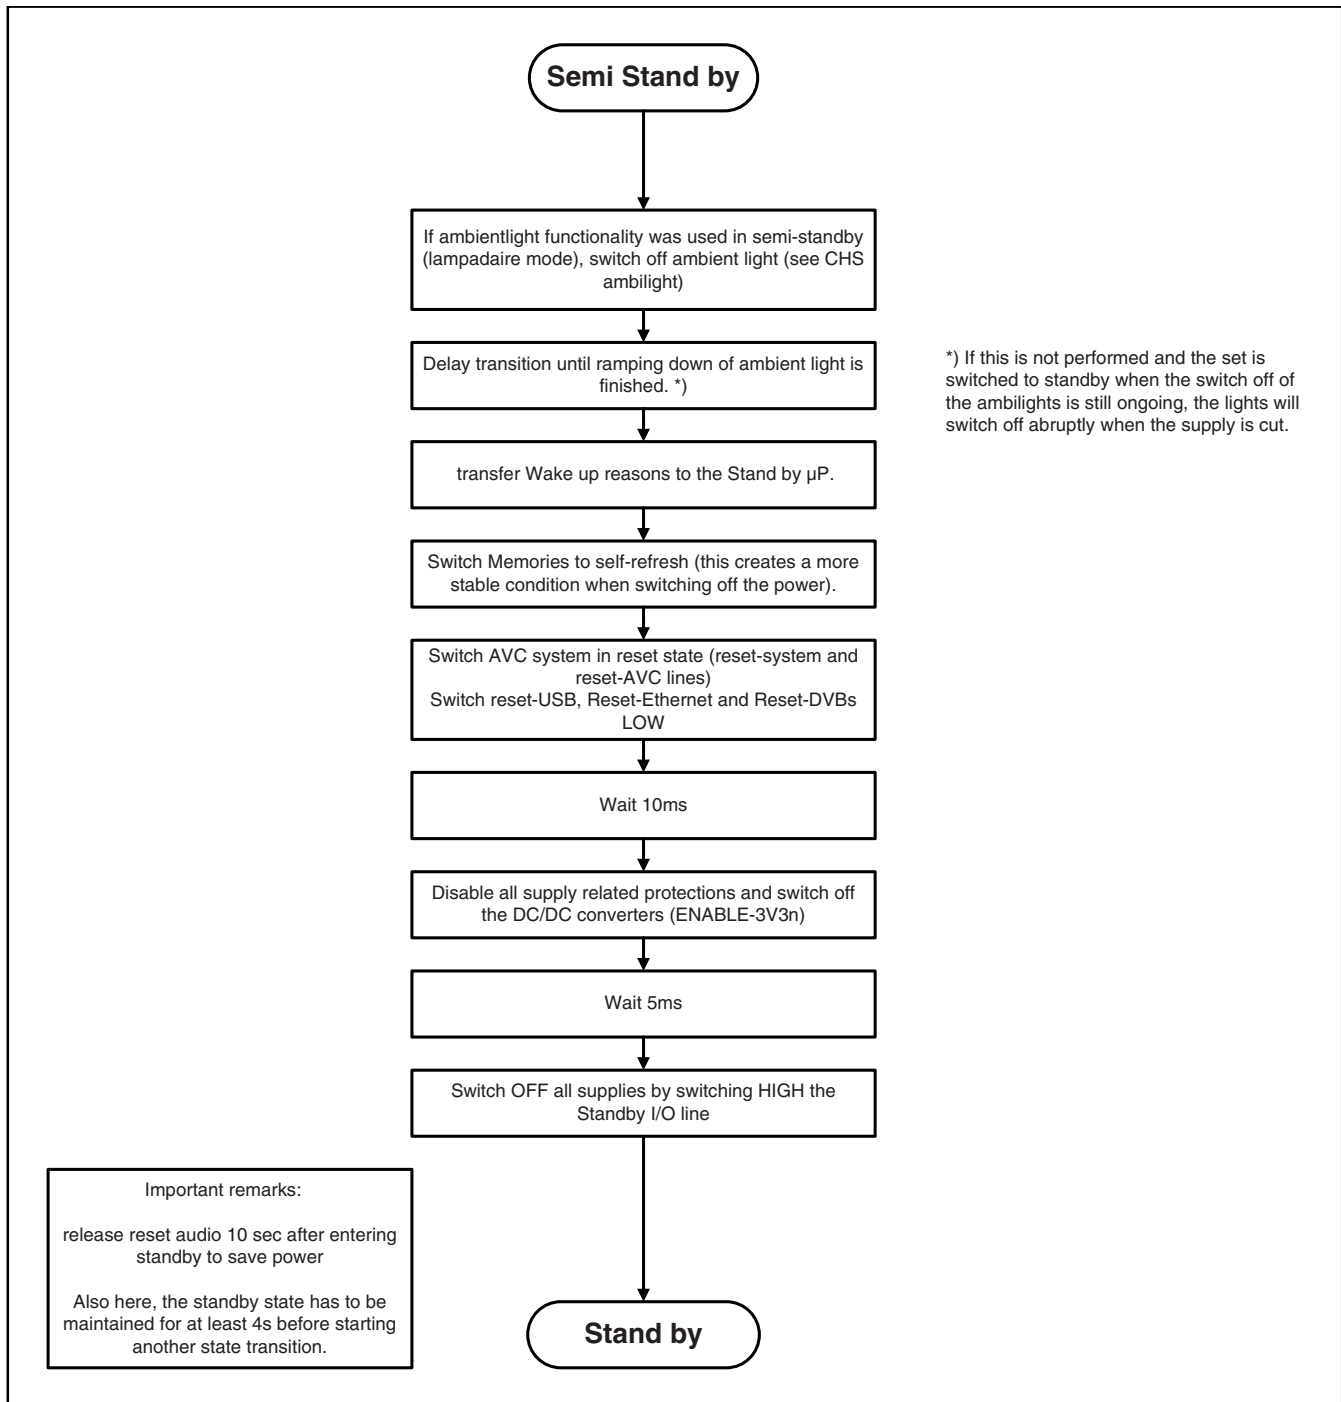 Semi Stand by
If ambientlight functionality was used in semi-standby
(lampadaire mode), switch off ambient light (see CHS
ambilight)
Delay transition until ramping down of ambient light is
finished. *)
*) If this is not performed and the set is
switched to standby when the switch off of
the ambilights is still ongoing, the lights will
switch off abruptly when the supply is cut.
transfer Wake up reasons to the Stand by µP.
Switch Memories to self-refresh (this creates a more
stable condition when switching off the power).
Switch AVC system in reset state (reset-system and
reset-AVC lines)
Switch reset-USB, Reset-Ethernet and Reset-DVBs
LOW
Wait 10ms
Disable all supply related protections and switch off
the DC/DC converters (ENABLE-3V3n)
Wait 5ms
Switch OFF all supplies by switching HIGH the
Standby I/O line
Important remarks:
release reset audio 10 sec after entering
standby to save power
Also here, the standby state has to be
maintained for at least 4s before starting
another state transition.
Stand by